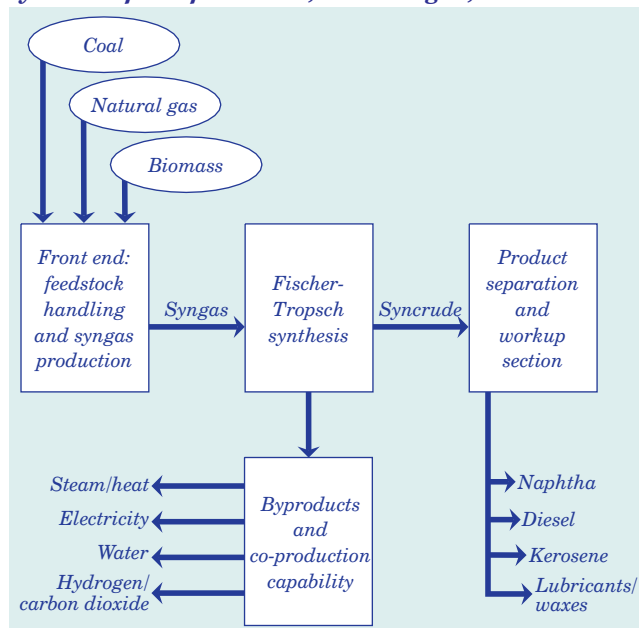 Coal
Natural gas
Biomass
Front end:
feedstock
handling
and syngas
production
Syngas
Fischer-
Tropsch
synthesis
Syncrude
Product
separation
and
workup
section
Steam/heat
Electricity
Water
Hydrogen/
carbon dioxide
Byproducts
and
co-production
capability
Naphtha
Diesel
Kerosene
Lubricants/
waxes